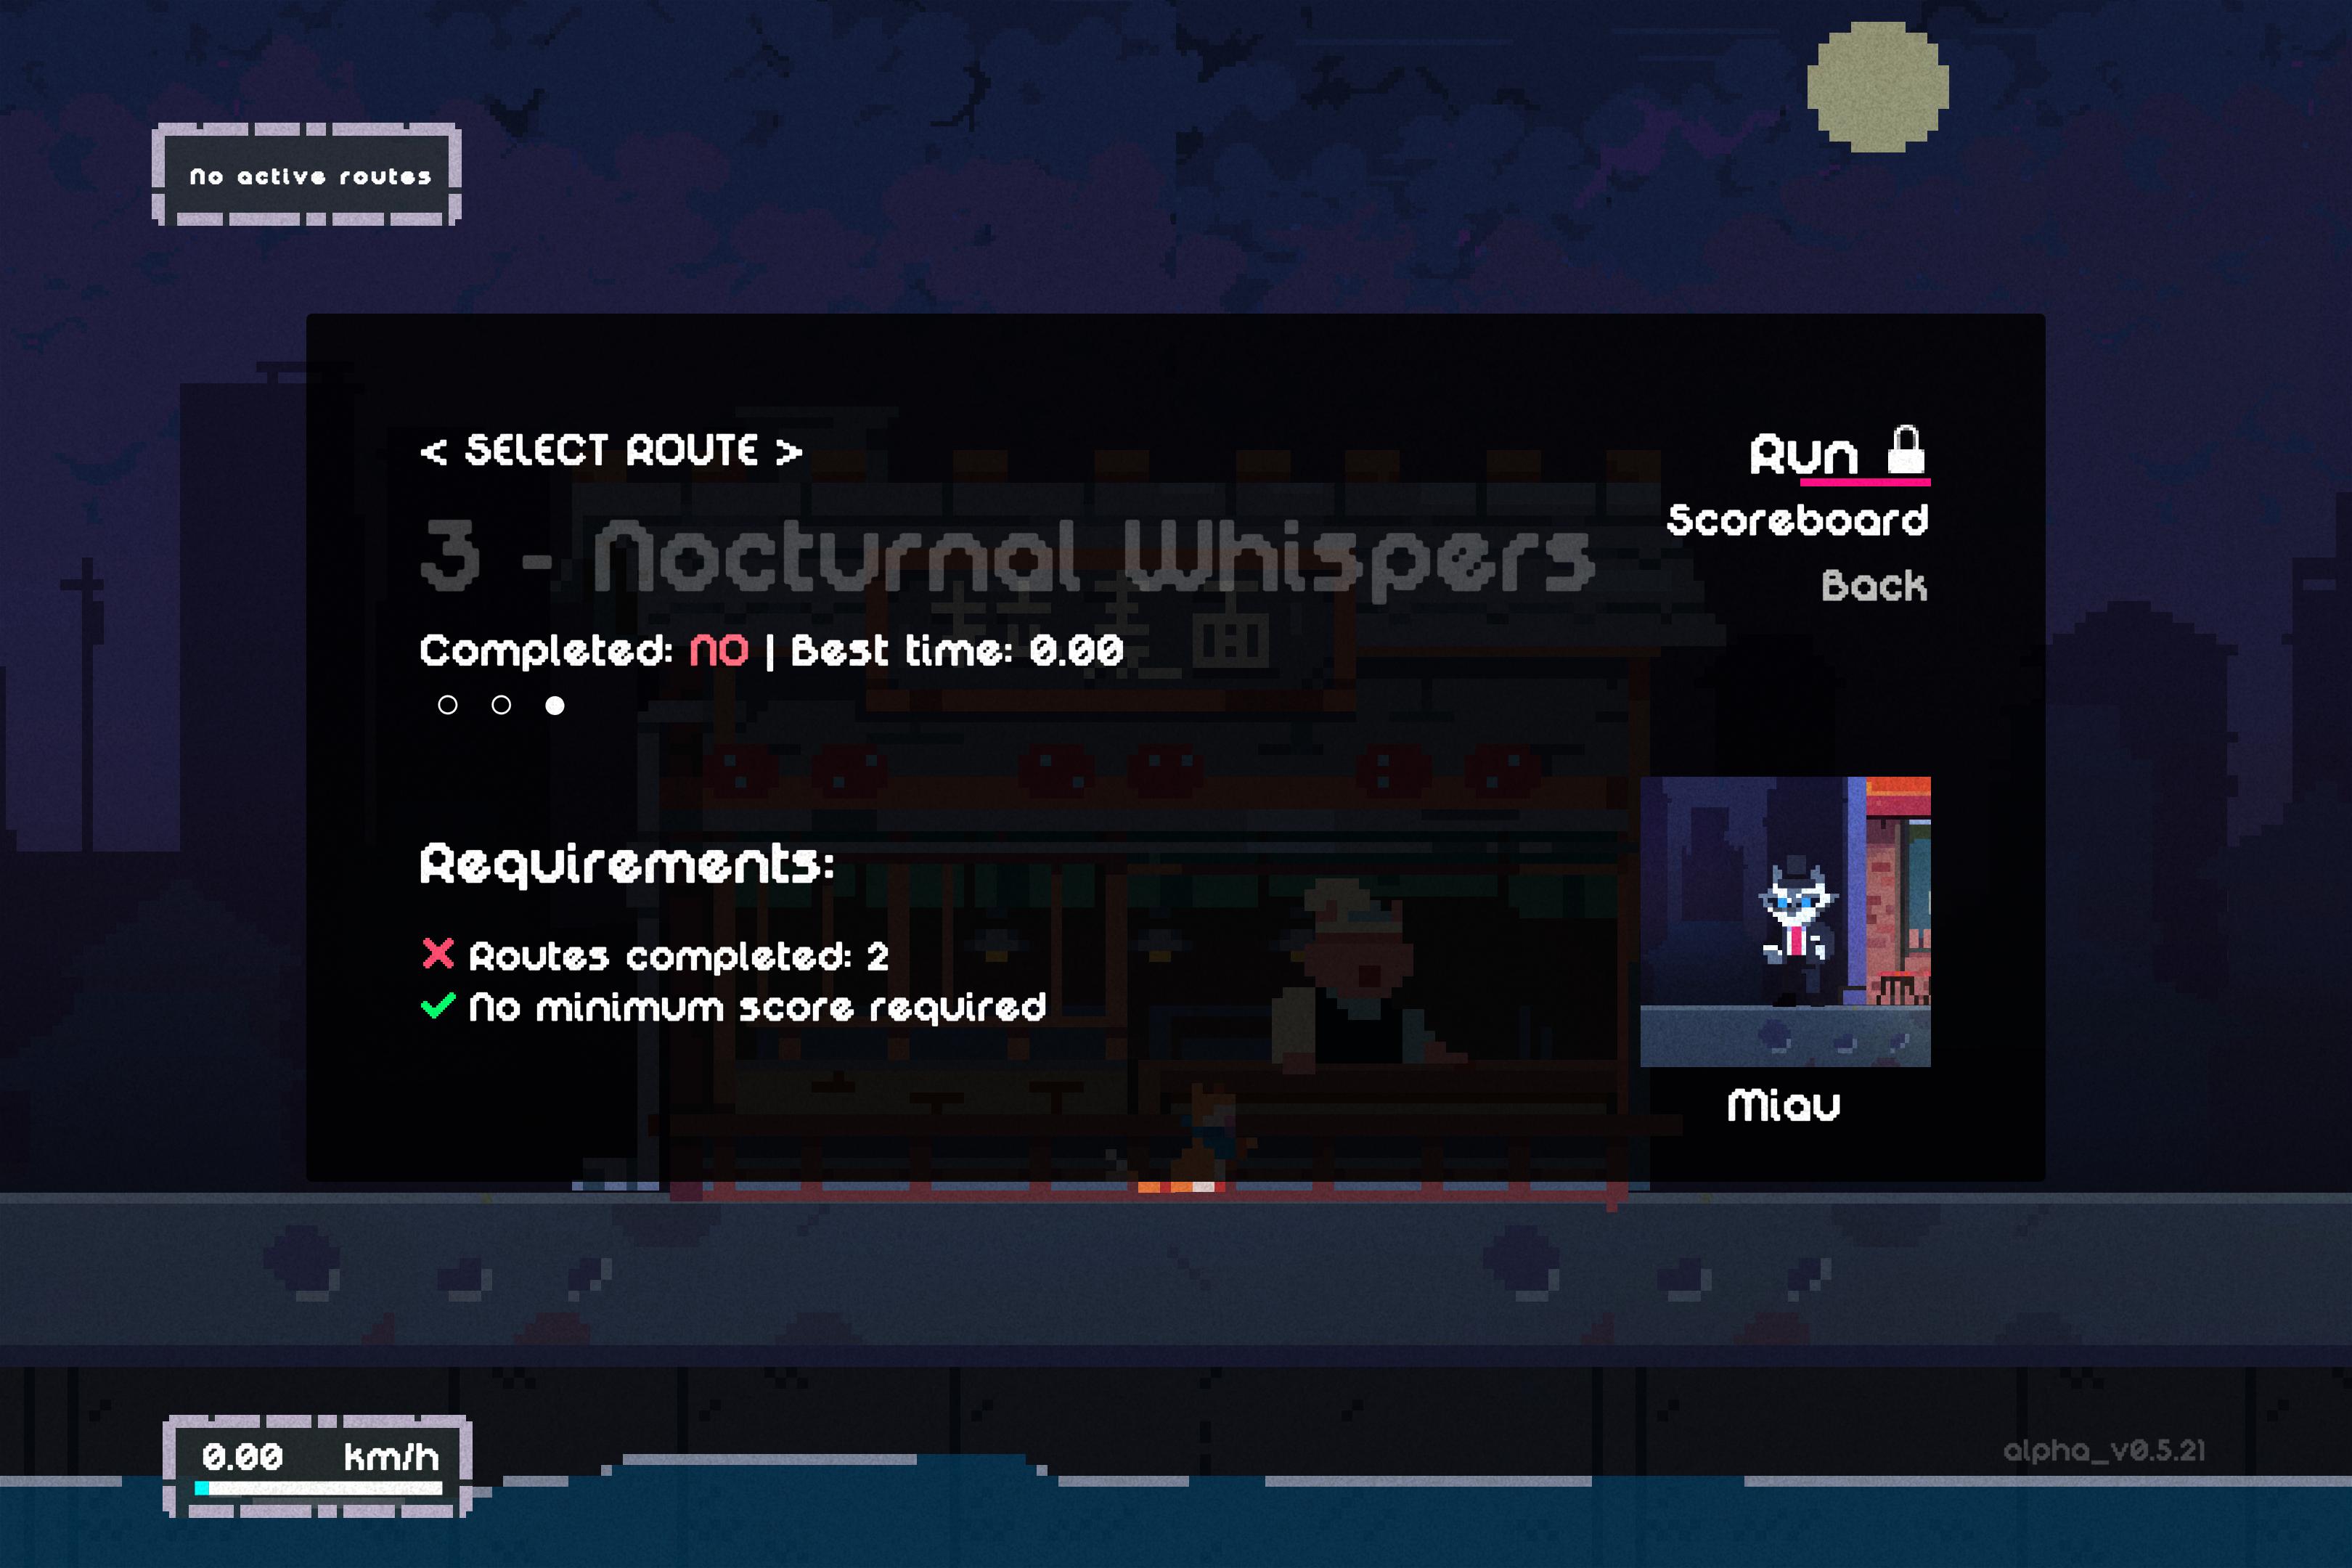 No active routes
< SELECT ROUTE >
Run
Scoreboard
Back
3 - Nocturnal Whispers
Completed: NO | Best time: 0.00
Requirements:
Routes completed: 2
No minimum score required
Miau
0.00 km/h
alpha_v0.5.21